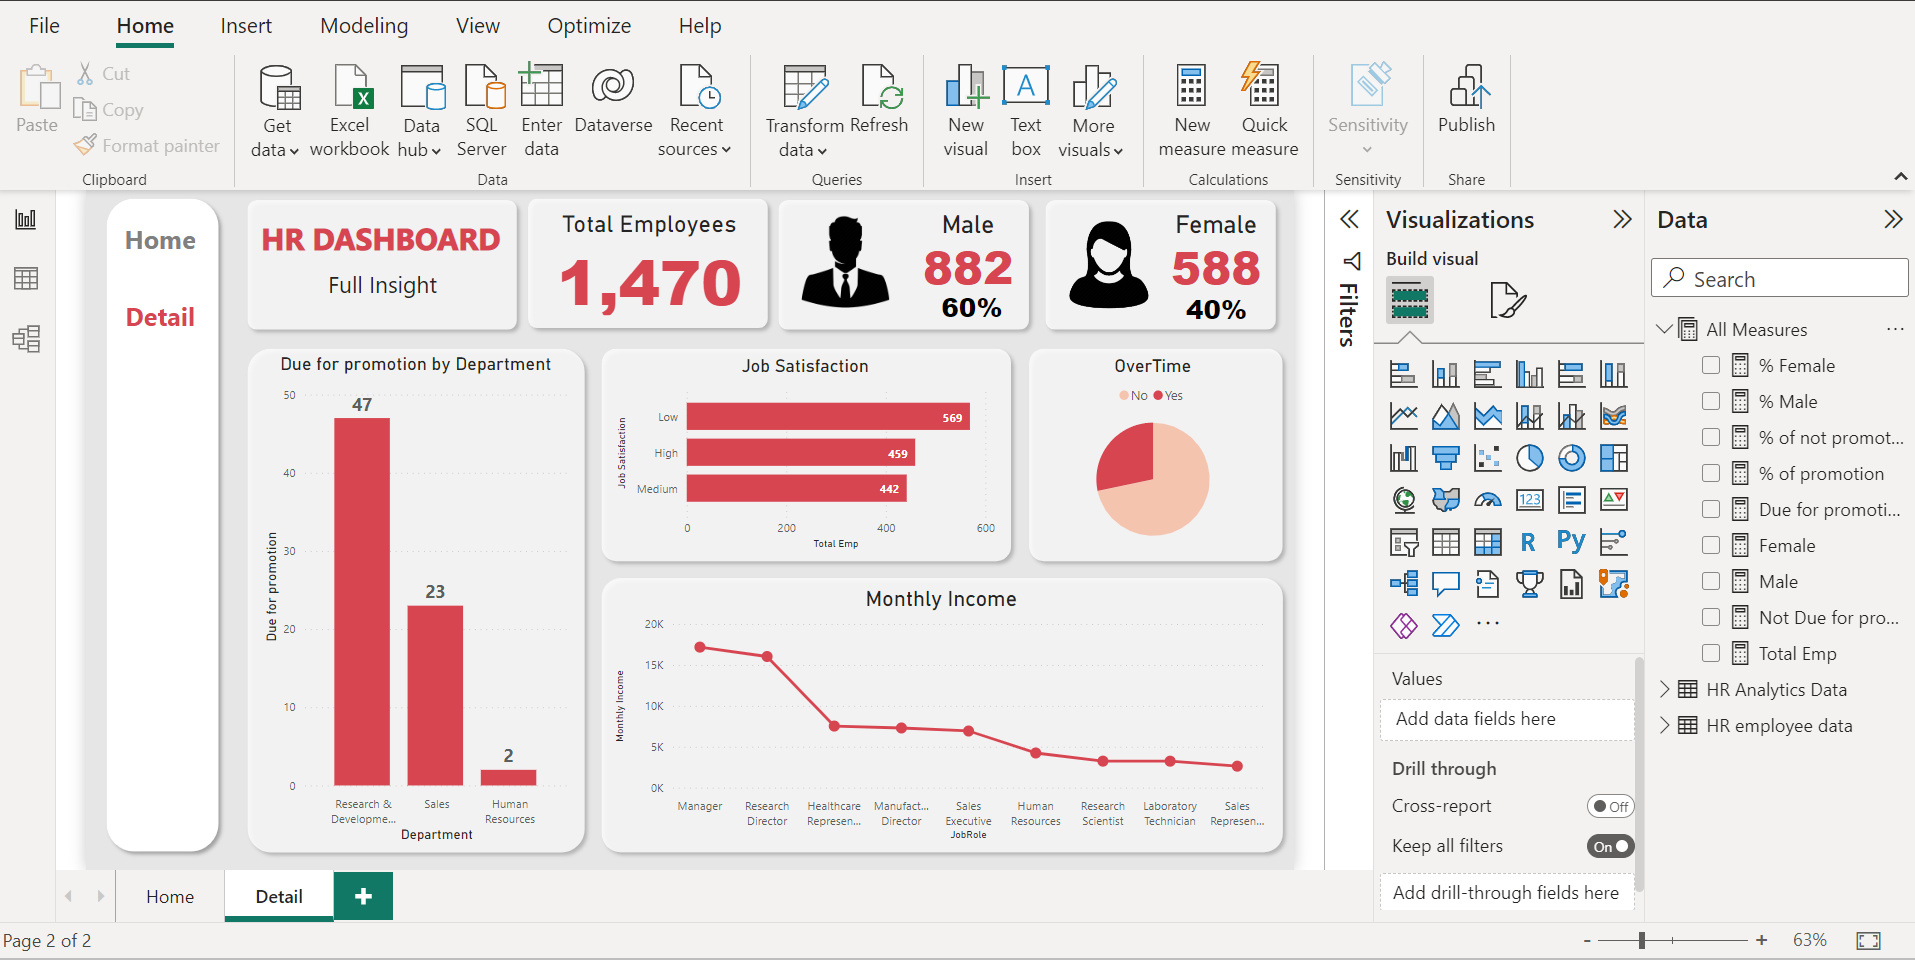 File Home Insert Modeling View Optimize Help
Paste
Cut
Copy
Format painter
Clipboard
Get data
Excel workbook
Data hub
SQL Server
Enter data
Dataverse
Recent sources
Data
Transform data
Refresh
Queries
New visual
A
Text box
More visuals
Insert
New measure
Quick measure
Calculations
Sensitivity
Sensitivity
Publish
Share
Home
Detail
HR DASHBOARD
Full Insight
Total Employees
1,470
Male
882
60%
Female
588
40%
Due for promotion by Department
Due for promotion
50
40
30
20
10
0
47
23
2
Research &
Developme...
Sales
Human
Resources
Department
Job Satisfaction
Job Satisfaction
Low 569
High 459
Medium 442
0 200 400 600
Total Emp
OverTime
No Yes
Monthly Income
Monthly Income
20K
15K
10K
5K
0K
Manager
Research
Director
Healthcare
Represen...
Manufact...
Director
Sales
Executive
Human
Resources
Research
Scientist
Laboratory
Technician
Sales
Represen...
JobRole
Filters
Visualizations
Build visual
123
R Py
...
Values
Add data fields here
Drill through
Cross-report Off
Keep all filters On
Add drill-through fields here
Data
Search
All Measures ...
% Female
% Male
% of not promot...
% of promotion
Due for promoti...
Female
Male
Not Due for pro...
Total Emp
HR Analytics Data
HR employee data
Home Detail +
Page 2 of 2
- + 63%